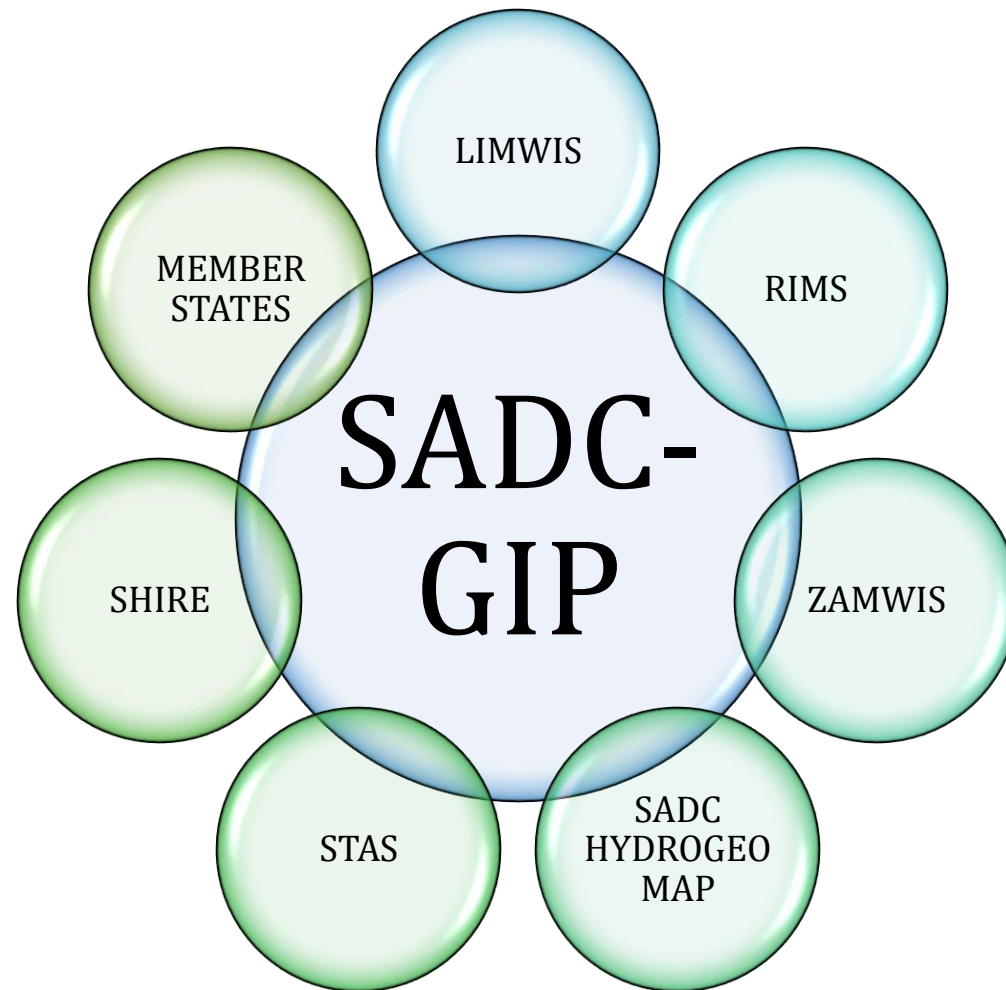 LIMWIS
MEMBER
STATES
RIMS
SADC-
GIP
SHIRE
ZAMWIS
STAS
SADC
HYDROGEO
MAP